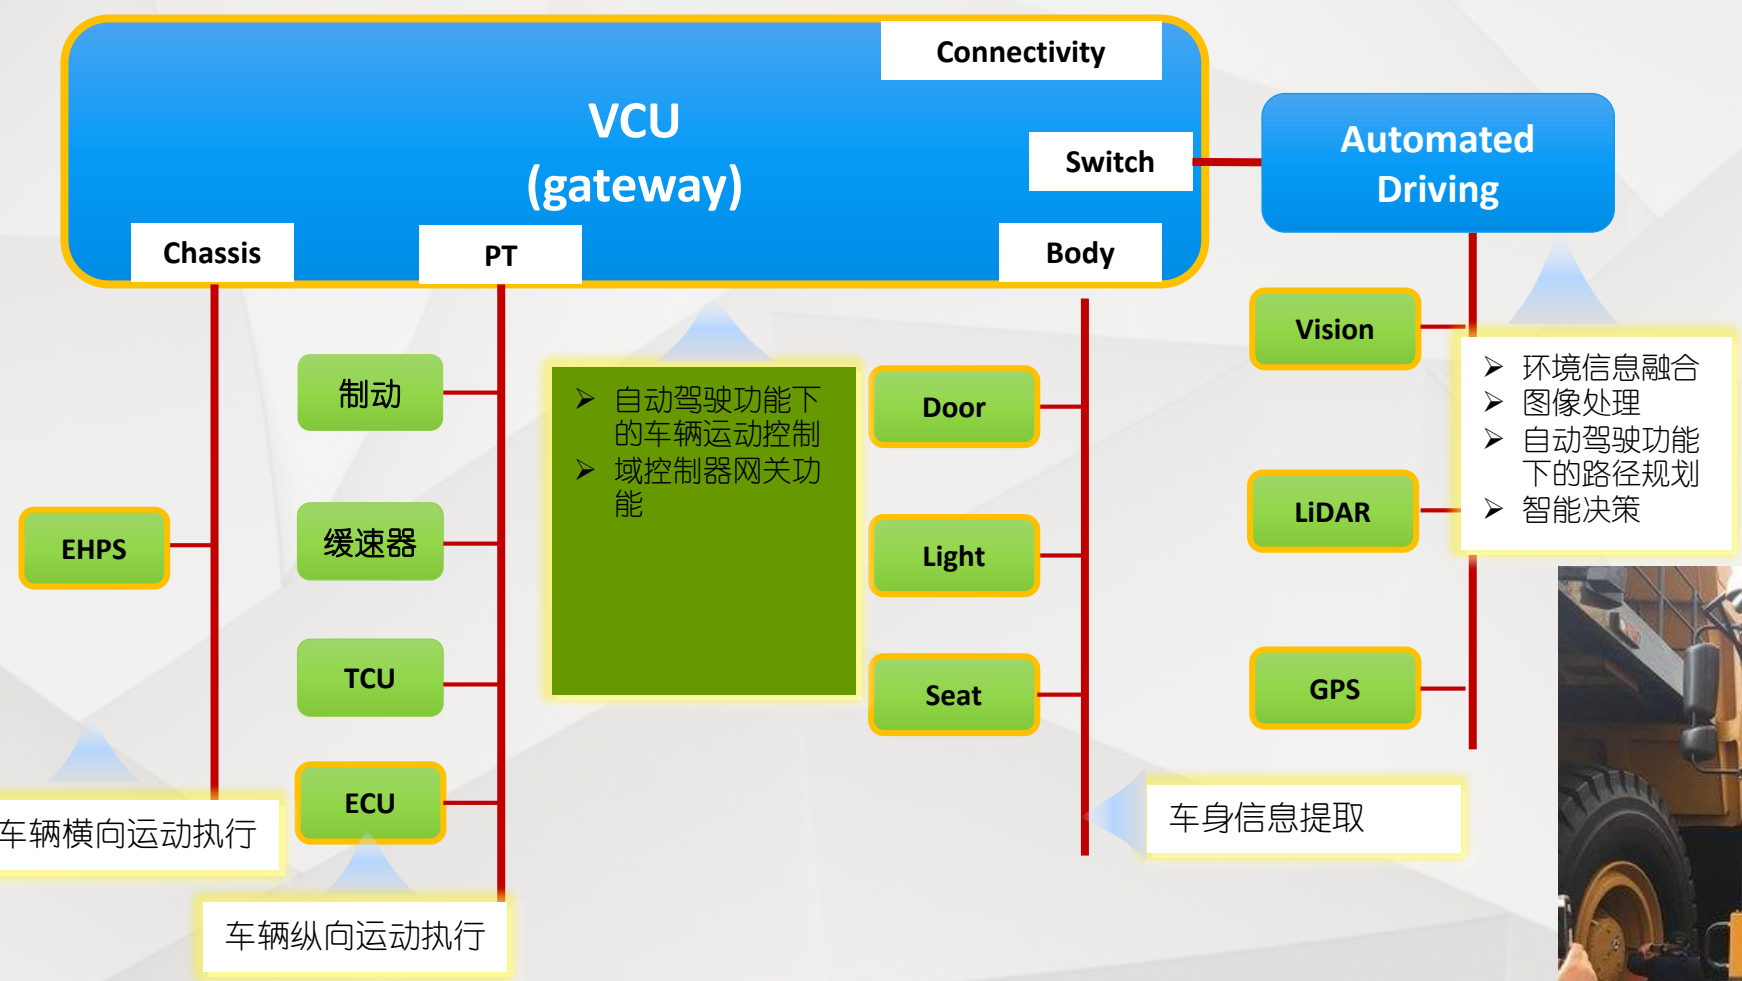 Connectivity
VCU
(gateway)
Switch
Automated
Driving
Chassis
PT
Body
Vision
制动
Door
➢ 自动驾驶功能下
的车辆运动控制
➢ 域控制器网关功
能
➢ 环境信息融合
➢ 图像处理
➢ 自动驾驶功能
下的路径规划
➢ 智能决策
EHPS
缓速器
Light
LiDAR
TCU
Seat
GPS
ECU
车辆横向运动执行
车身信息提取
车辆纵向运动执行